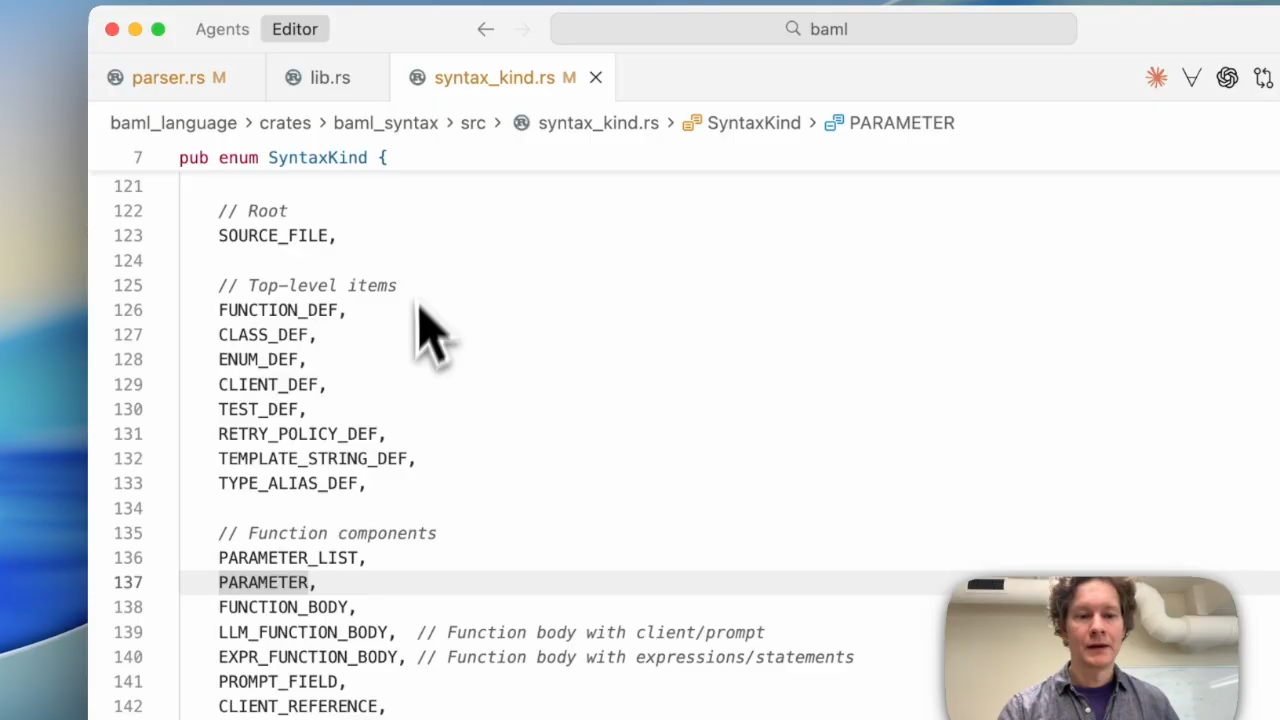 Agents Editor baml
parser.rs M lib.rs syntax_kind.rs M
baml_language > crates > baml_syntax > src > syntax_kind.rs > SyntaxKind > PARAMETER
7 pub enum SyntaxKind {
121
122 // Root
123 SOURCE_FILE,
124
125 // Top-level items
126 FUNCTION_DEF,
127 CLASS_DEF,
128 ENUM_DEF,
129 CLIENT_DEF,
130 TEST_DEF,
131 RETRY_POLICY_DEF,
132 TEMPLATE_STRING_DEF,
133 TYPE_ALIAS_DEF,
134
135 // Function components
136 PARAMETER_LIST,
137 PARAMETER,
138 FUNCTION_BODY,
139 LLM_FUNCTION_BODY, // Function body with client/prompt
140 EXPR_FUNCTION_BODY, // Function body with expressions/statements
141 PROMPT_FIELD,
142 CLIENT_REFERENCE,